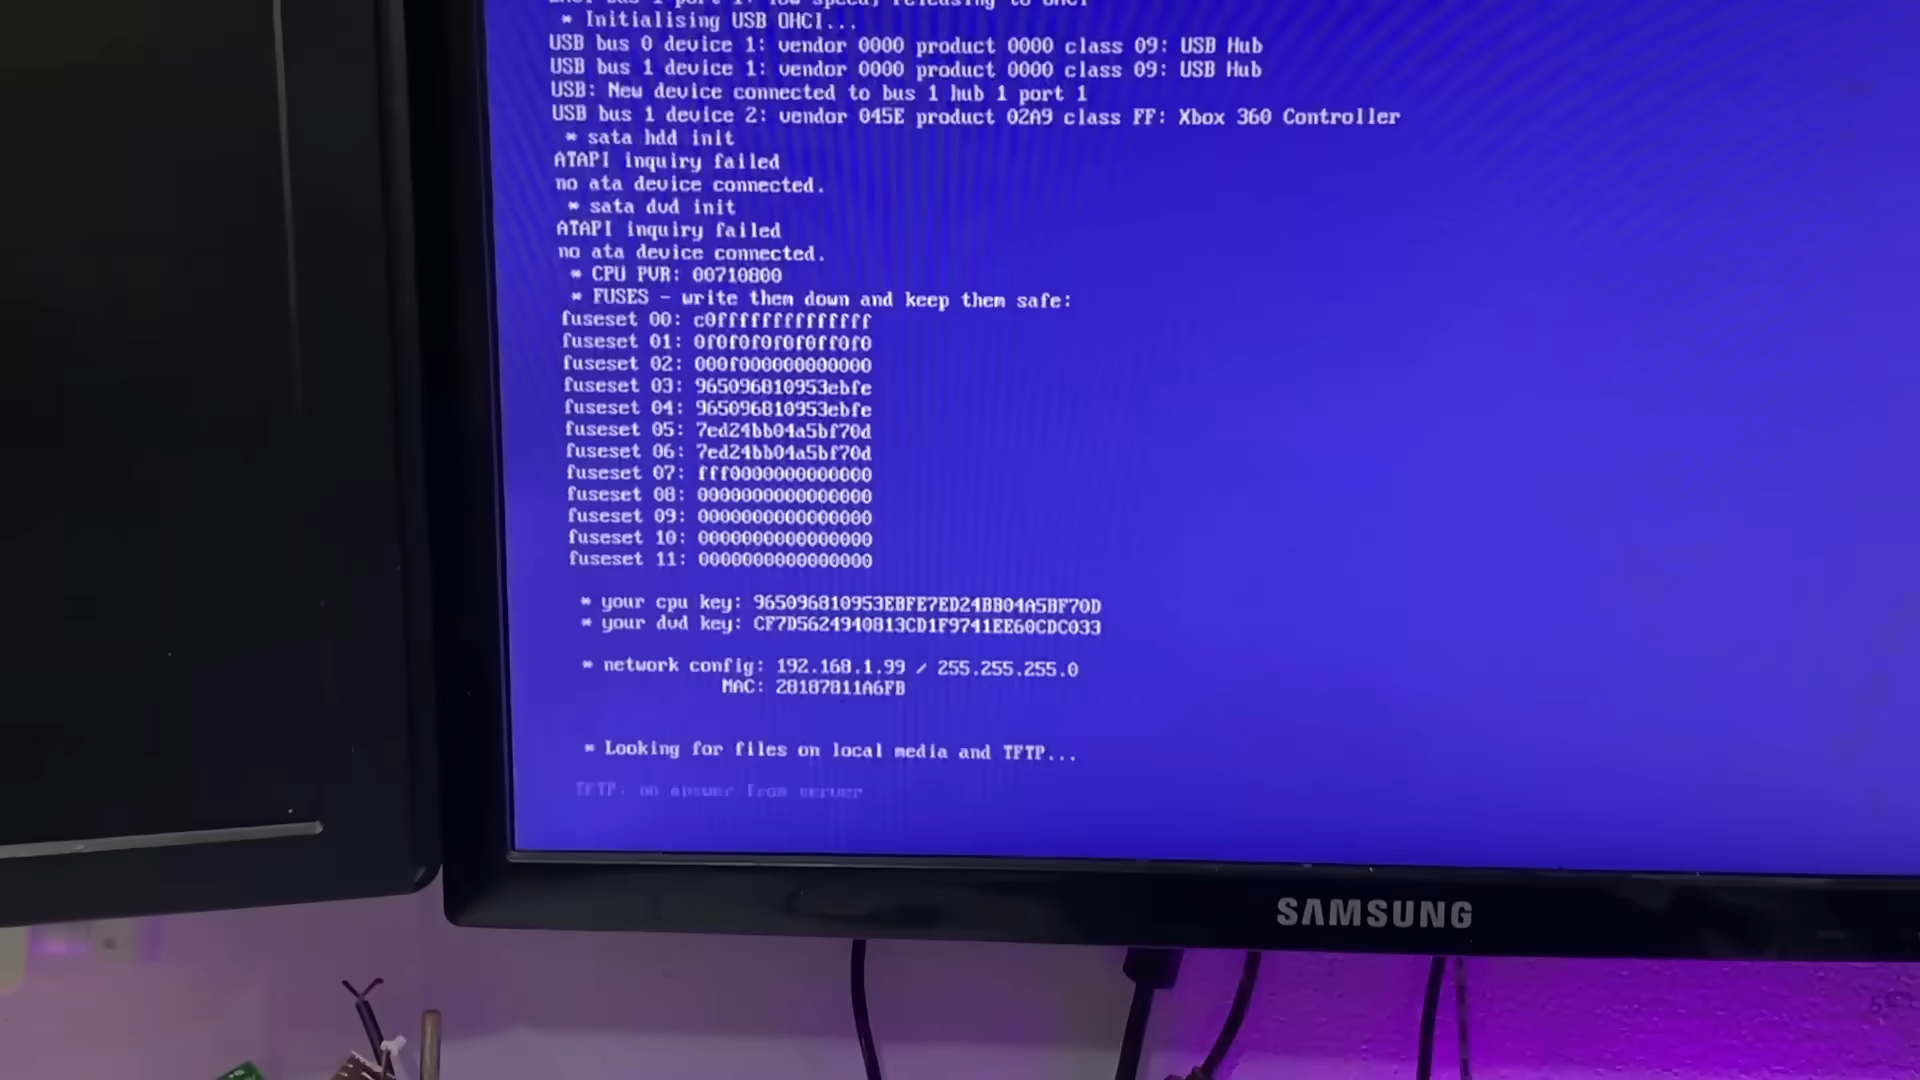 * Initialising USB OHCI...
USB bus 0 device 1: vendor 0000 product 0000 class 09: USB Hub
USB bus 1 device 1: vendor 0000 product 0000 class 09: USB Hub
USB: New device connected to bus 1 hub 1 port 1
USB bus 1 device 2: vendor 045E product 02A9 class FF: Xbox 360 Controller
* sata hdd init
ATAPI inquiry failed
no ata device connected.
* sata dvd init
ATAPI inquiry failed
no ata device connected.
* CPU PVR: 00710800
* FUSES - write them down and keep them safe:
fuseset 00: c0ffffffffffffff
fuseset 01: 0f0f0f0f0f0ff0f0
fuseset 02: 000f000000000000
fuseset 03: 965096810953ebfe
fuseset 04: 965096810953ebfe
fuseset 05: 7ed24bb04a5bf70d
fuseset 06: 7ed24bb04a5bf70d
fuseset 07: fff0000000000000
fuseset 08: 0000000000000000
fuseset 09: 0000000000000000
fuseset 10: 0000000000000000
fuseset 11: 0000000000000000
* your cpu key: 965096810953EBFE7ED24BB04A5BF70D
* your dvd key: CF7D5624940813CD1F9741EE60CDC033
* network config: 192.168.1.99 / 255.255.255.0
MAC: 28187811A6FB
* Looking for files on local media and TFTP...
TFTP: no answer from server
SAMSUNG